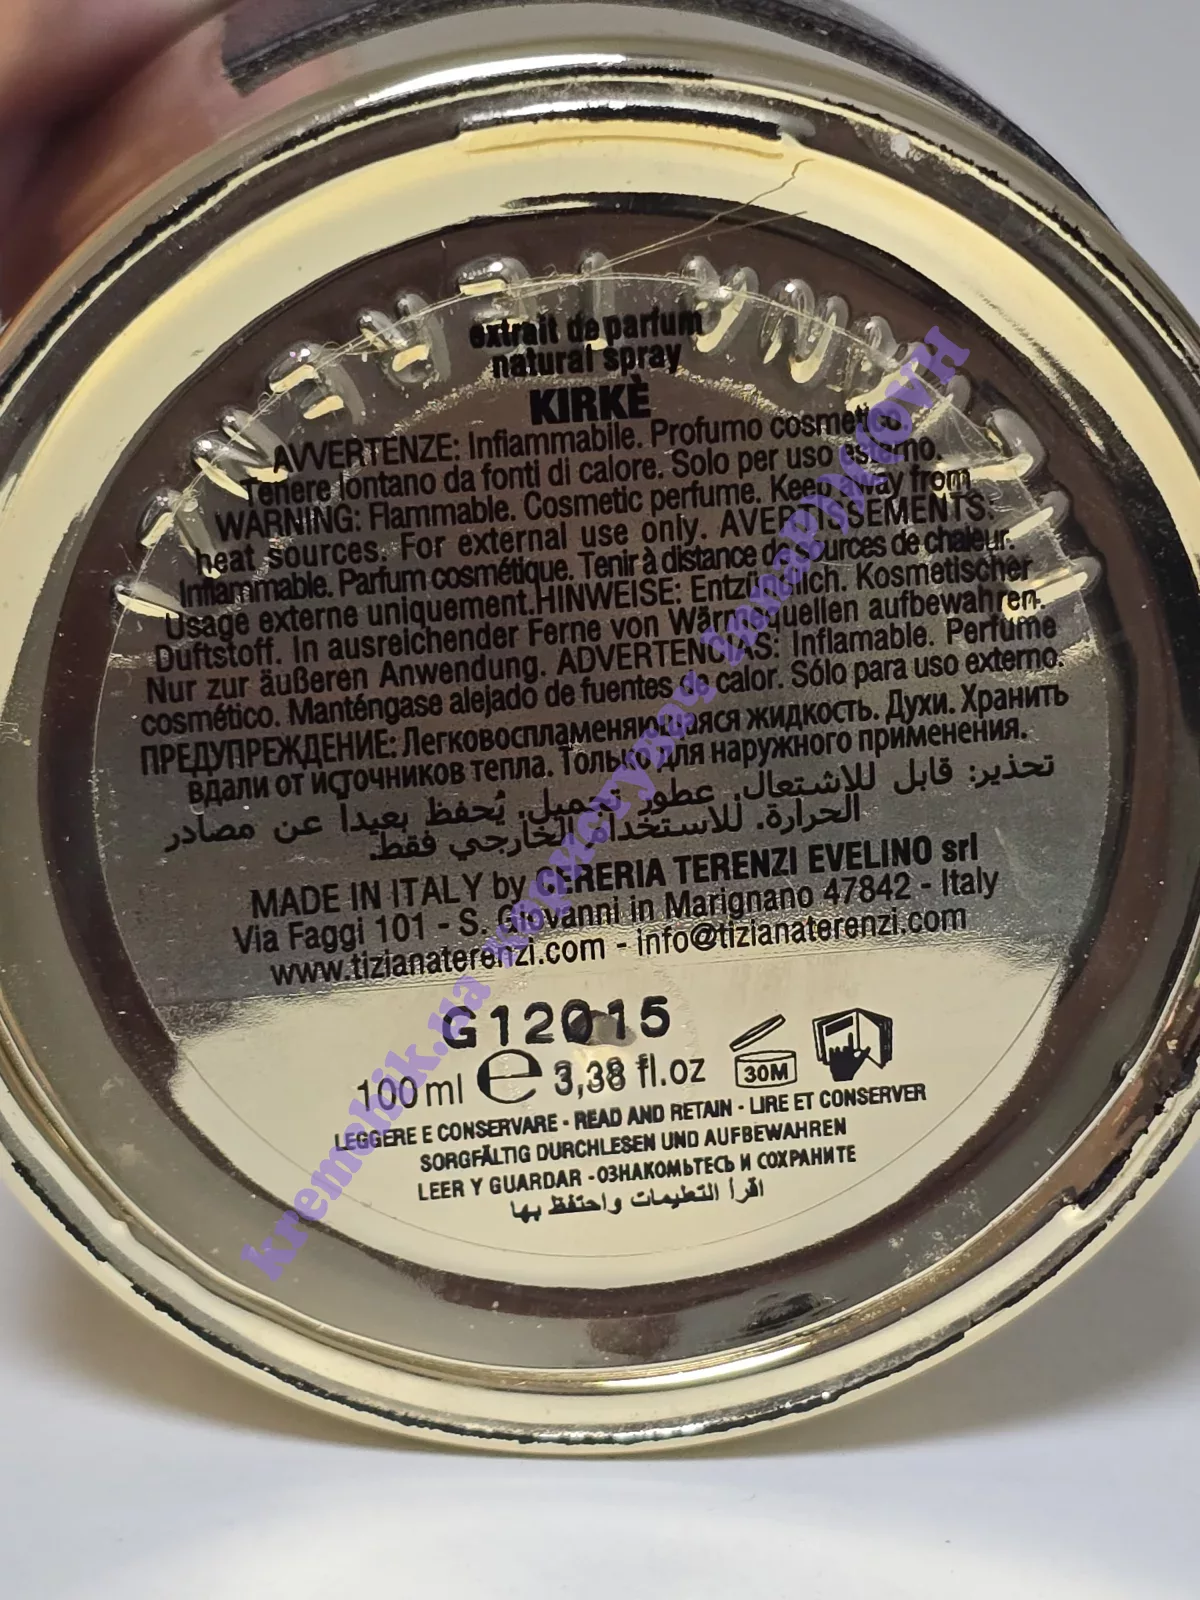 extrait de parfum
natural spray
KIRKÈ
AVVERTENZE: Infiammabile. Profumo cosmetico.
Tenere lontano da fonti di calore. Solo per uso esterno.
WARNING: Flammable. Cosmetic perfume. Keep away from
heat sources. For external use only. AVERTISSEMENTS:
Inflammable. Parfum cosmétique. Tenir à distance de sources de chaleur.
Usage externe uniquement.HINWEISE: Entzündlich. Kosmetischer
Duftstoff. In ausreichender Ferne von Wärmequellen aufbewahren.
Nur zur äußeren Anwendung. ADVERTENCIAS: Inflamable. Perfume
cosmético. Manténgase alejado de fuentes de calor. Sólo para uso externo.
ПРЕДУПРЕЖДЕНИЕ: Легковоспламеняющаяся жидкость. Духи. Хранить
вдали от источников тепла. Только для наружного применения.
تحذير: قابل للاشتعال. عطور تجميل. يُحفظ بعيداً عن مصادر
الحرارة. للاستخدام الخارجي فقط.
MADE IN ITALY by CERERIA TERENZI EVELINO srl
Via Faggi 101 - S. Giovanni in Marignano 47842 - Italy
www.tizianaterenzi.com - info@tizianaterenzi.com
G12015
100 ml e 3,38 fl.oz 30M
LEGGERE E CONSERVARE - READ AND RETAIN - LIRE ET CONSERVER
SORGFÄLTIG DURCHLESEN UND AUFBEWAHREN
LEER Y GUARDAR - ОЗНАКОМЬТЕСЬ И СОХРАНИТЕ
اقرأ التعليمات واحتفظ بها
kremchik.ua користувач